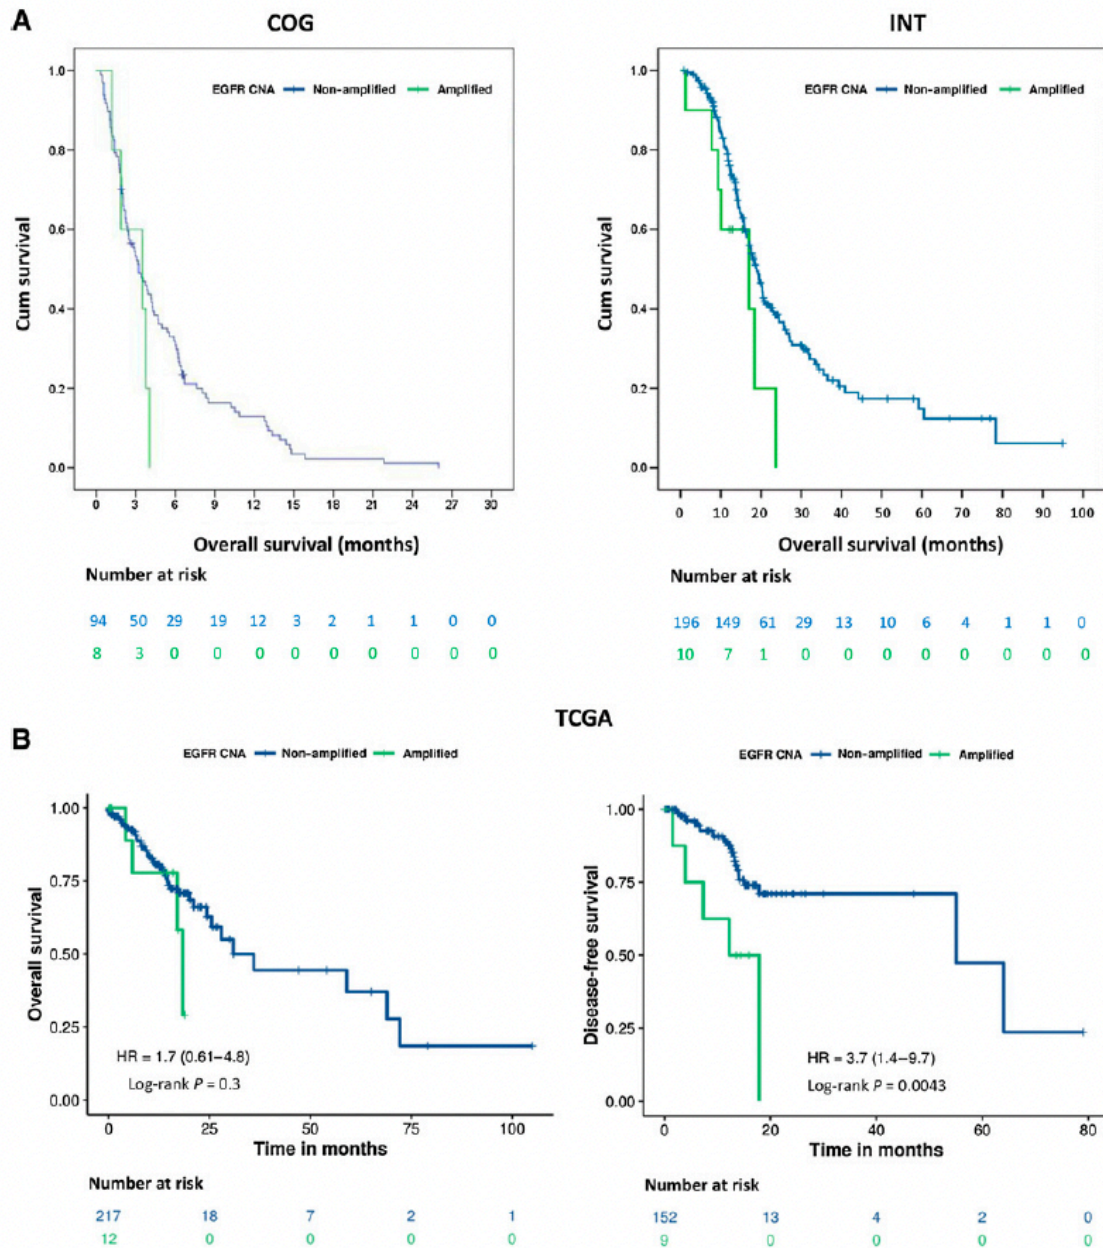 A
COG
INT
EGFR CNA Non-amplified Amplified
EGFR CNA Non-amplified Amplified
Cum survival
1.0
0.8
0.6
0.4
0.2
0.0
0 3 6 9 12 15 18 21 24 27 30
Overall survival (months)
Cum survival
1.0
0.8
0.6
0.4
0.2
0.0
0 10 20 30 40 50 60 70 80 90 100
Overall survival (months)
Number at risk
94 50 29 19 12 3 2 1 1 0 0
8 3 0 0 0 0 0 0 0 0 0
Number at risk
196 149 61 29 13 10 6 4 1 1 0
10 7 1 0 0 0 0 0 0 0 0
TCGA
B
EGFR CNA Non-amplified Amplified
EGFR CNA Non-amplified Amplified
Overall survival
1.00
0.75
0.50
0.25
0.00
HR = 1.7 (0.61–4.8)
Log-rank P = 0.3
0 25 50 75 100
Time in months
Disease-free survival
1.00
0.75
0.50
0.25
0.00
HR = 3.7 (1.4–9.7)
Log-rank P = 0.0043
0 20 40 60 80
Time in months
Number at risk
217 18 7 2 1
12 0 0 0 0
Number at risk
152 13 4 2 0
9 0 0 0 0